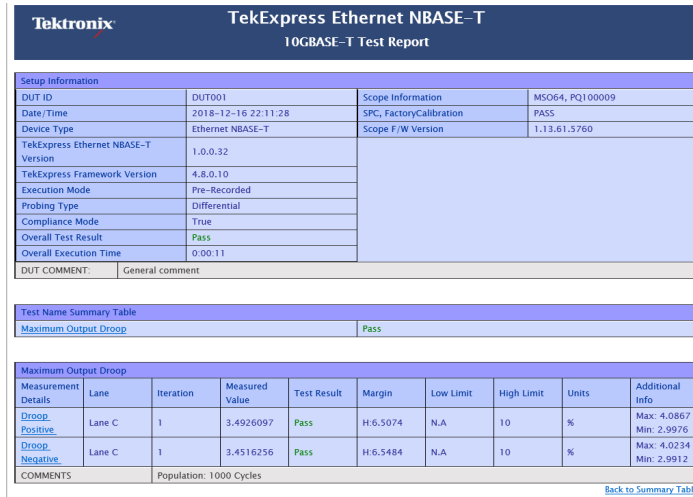 Tektronix
TekExpress Ethernet NBASE-T
10GBASE-T Test Report
Setup Information
DUT ID DUT001 Scope Information MSO64, PQ100009
Date/Time 2018-12-16 22:11:28 SPC, FactoryCalibration PASS
Device Type Ethernet NBASE-T Scope F/W Version 1.13.61.5760
TekExpress Ethernet NBASE-T
Version 1.0.0.32
TekExpress Framework Version 4.8.0.10
Execution Mode Pre-Recorded
Probing Type Differential
Compliance Mode True
Overall Test Result Pass
Overall Execution Time 0:00:11
DUT COMMENT: General comment
Test Name Summary Table
Maximum Output Droop Pass
Maximum Output Droop
Measurement Details Lane Iteration Measured Value Test Result Margin Low Limit High Limit Units Additional Info
Droop Positive Lane C 1 3.4926097 Pass H:6.5074 N.A 10 % Max: 4.0867 Min: 2.9976
Droop Negative Lane C 1 3.4516256 Pass H:6.5484 N.A 10 % Max: 4.0234 Min: 2.9912
COMMENTS Population: 1000 Cycles
Back to Summary Tabl